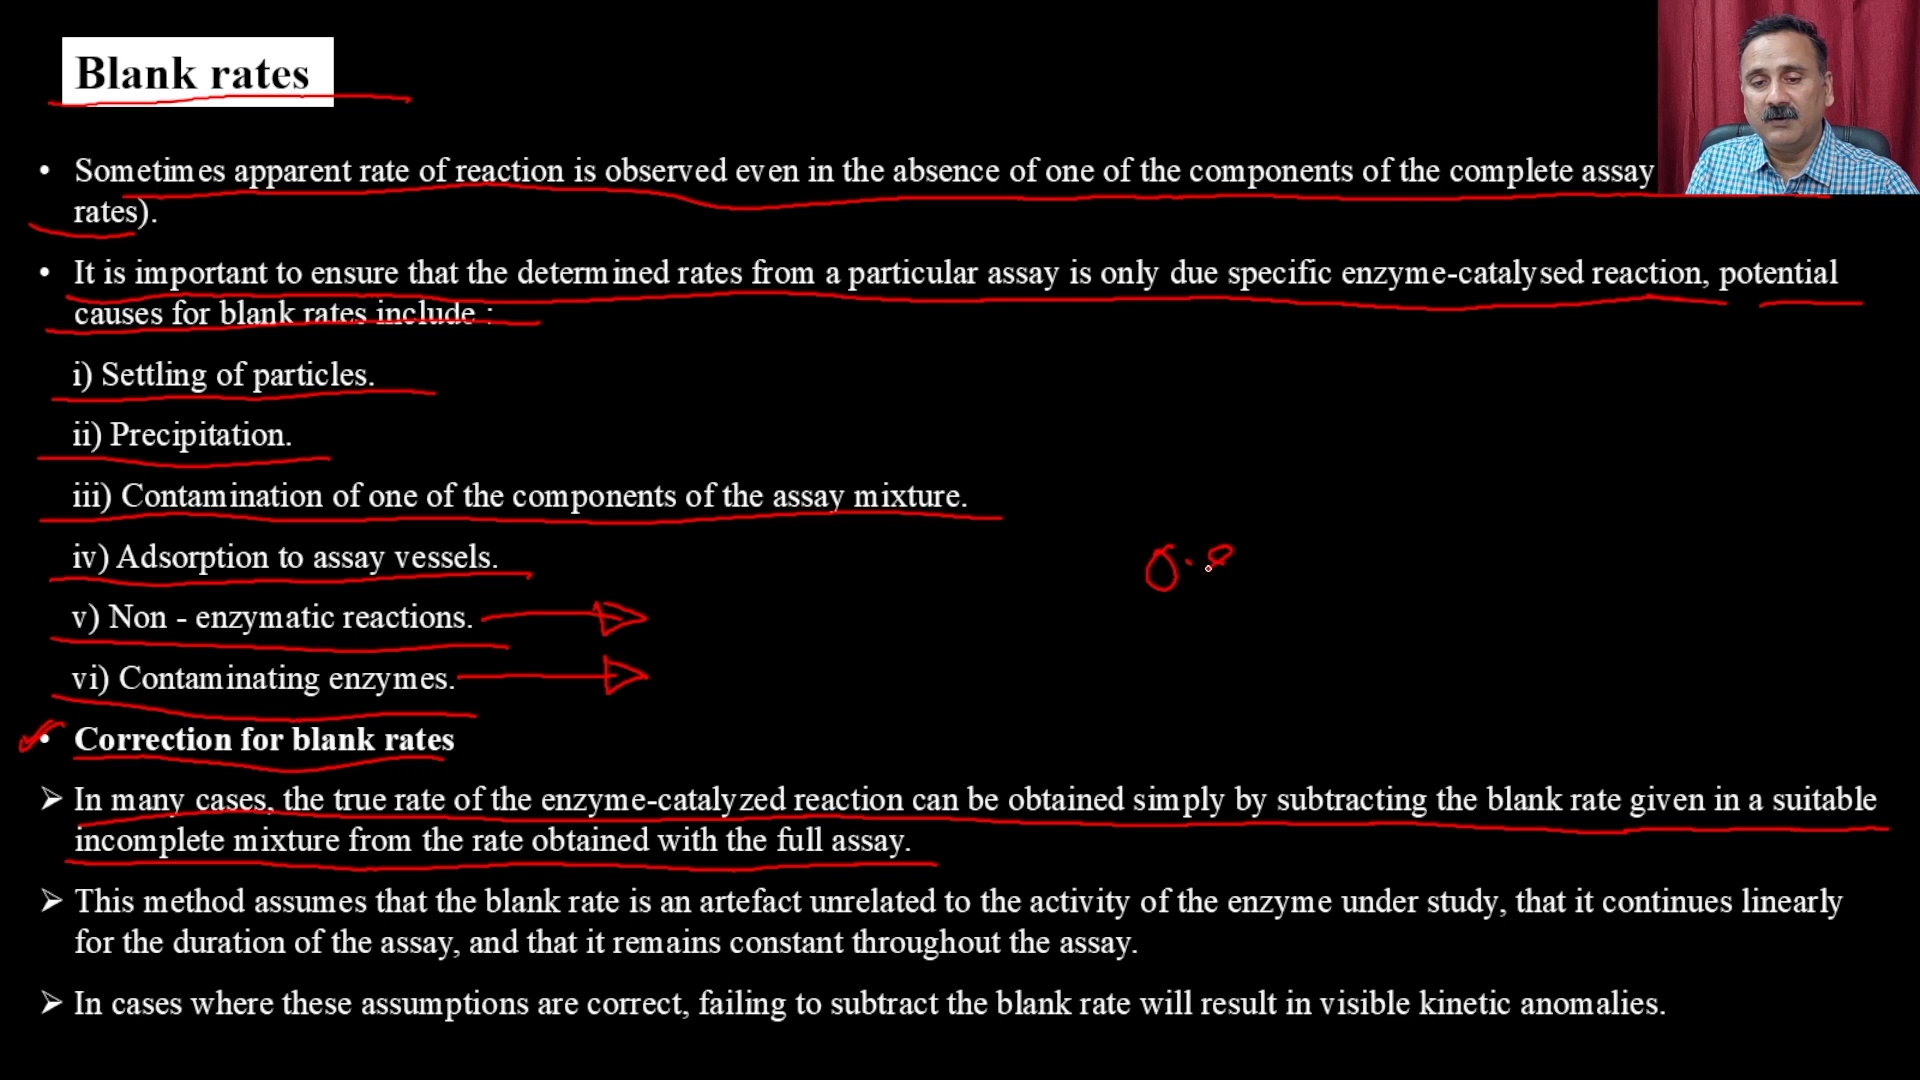 Blank rates
• Sometimes apparent rate of reaction is observed even in the absence of one of the components of the complete assay
rates).
• It is important to ensure that the determined rates from a particular assay is only due specific enzyme-catalysed reaction, potential
causes for blank rates include :
i) Settling of particles.
ii) Precipitation.
iii) Contamination of one of the components of the assay mixture.
iv) Adsorption to assay vessels.
0.8
v) Non - enzymatic reactions.
vi) Contaminating enzymes.
• Correction for blank rates
➢ In many cases, the true rate of the enzyme-catalyzed reaction can be obtained simply by subtracting the blank rate given in a suitable
incomplete mixture from the rate obtained with the full assay.
➢ This method assumes that the blank rate is an artefact unrelated to the activity of the enzyme under study, that it continues linearly
for the duration of the assay, and that it remains constant throughout the assay.
➢ In cases where these assumptions are correct, failing to subtract the blank rate will result in visible kinetic anomalies.